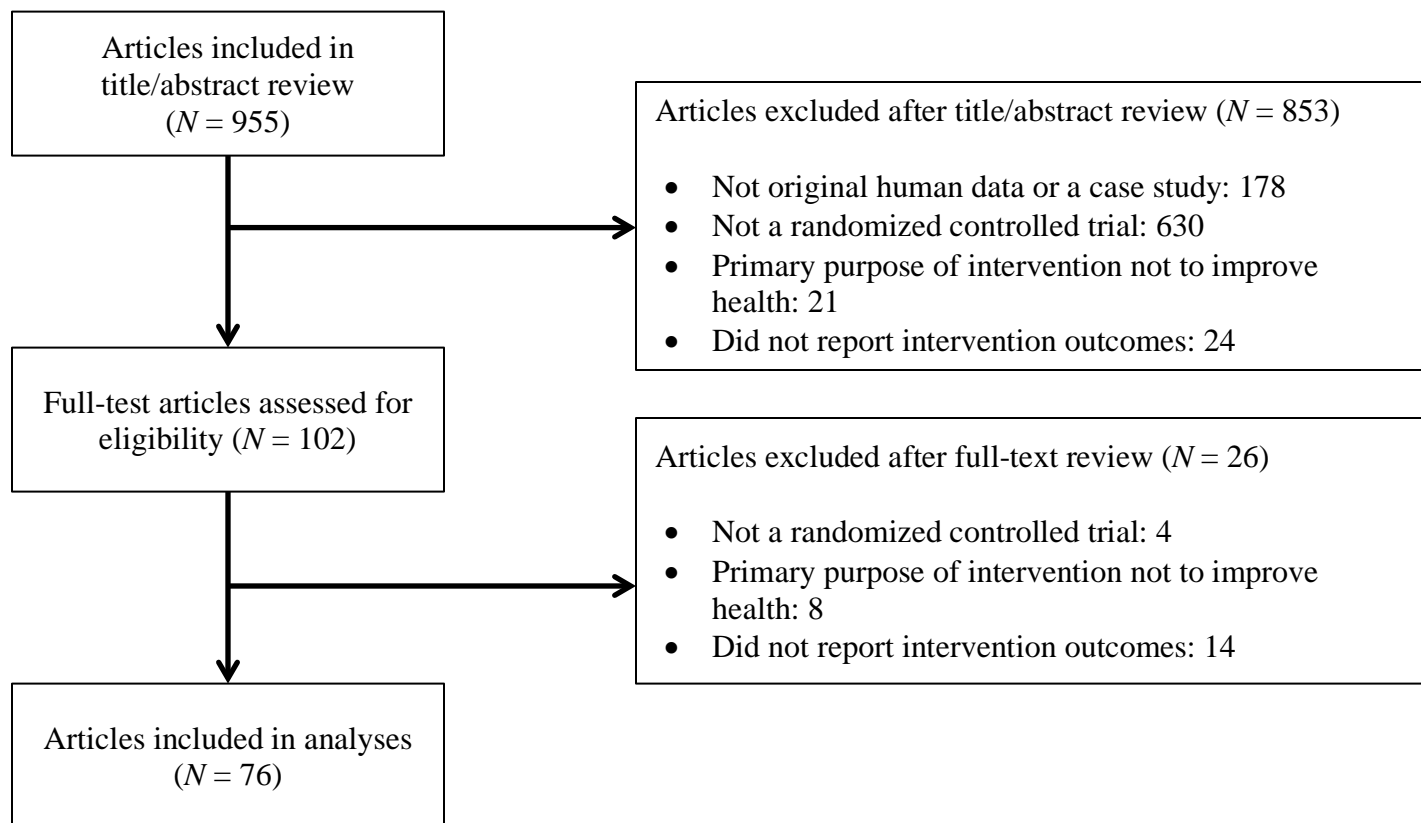 Articles included in
title/abstract review
(N = 955)
Articles excluded after title/abstract review (N = 853)
• Not original human data or a case study: 178
• Not a randomized controlled trial: 630
• Primary purpose of intervention not to improve
health: 21
• Did not report intervention outcomes: 24
Full-test articles assessed for
eligibility (N = 102)
Articles excluded after full-text review (N = 26)
• Not a randomized controlled trial: 4
• Primary purpose of intervention not to improve
health: 8
• Did not report intervention outcomes: 14
Articles included in analyses
(N = 76)